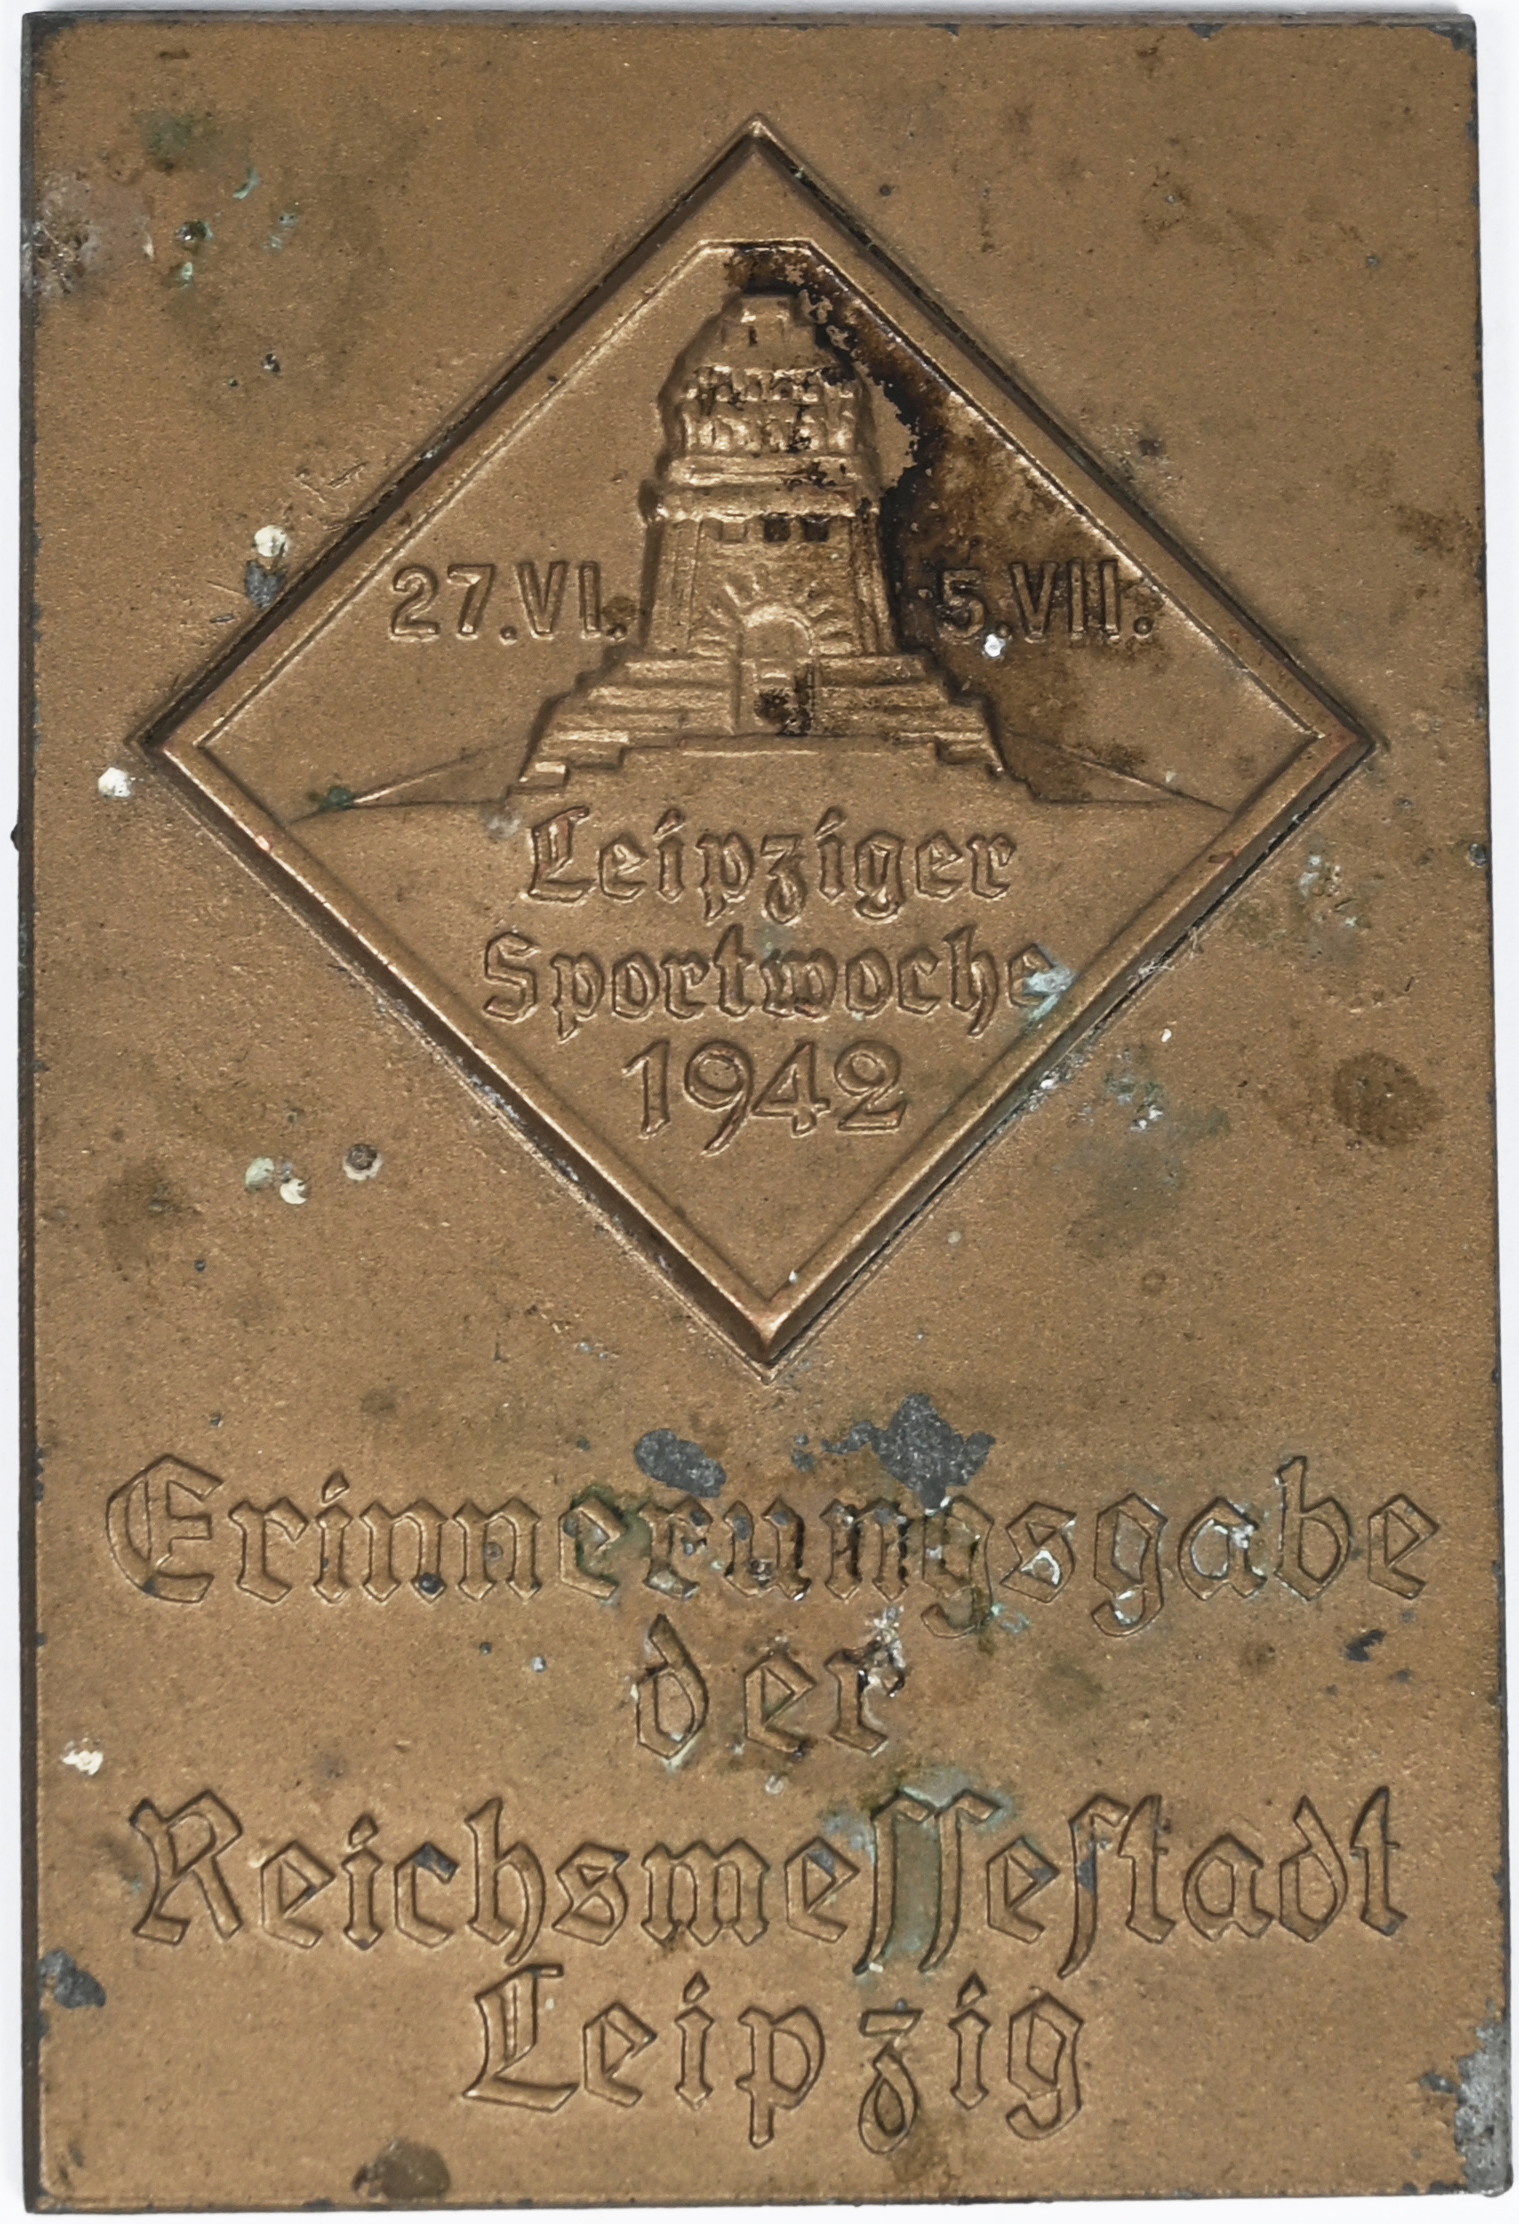 27.VI. 5.VII.
Leipziger
Sportwoche
1942
Erinnerungsgabe
der
Reichsmeſſeſtadt
Leipzig